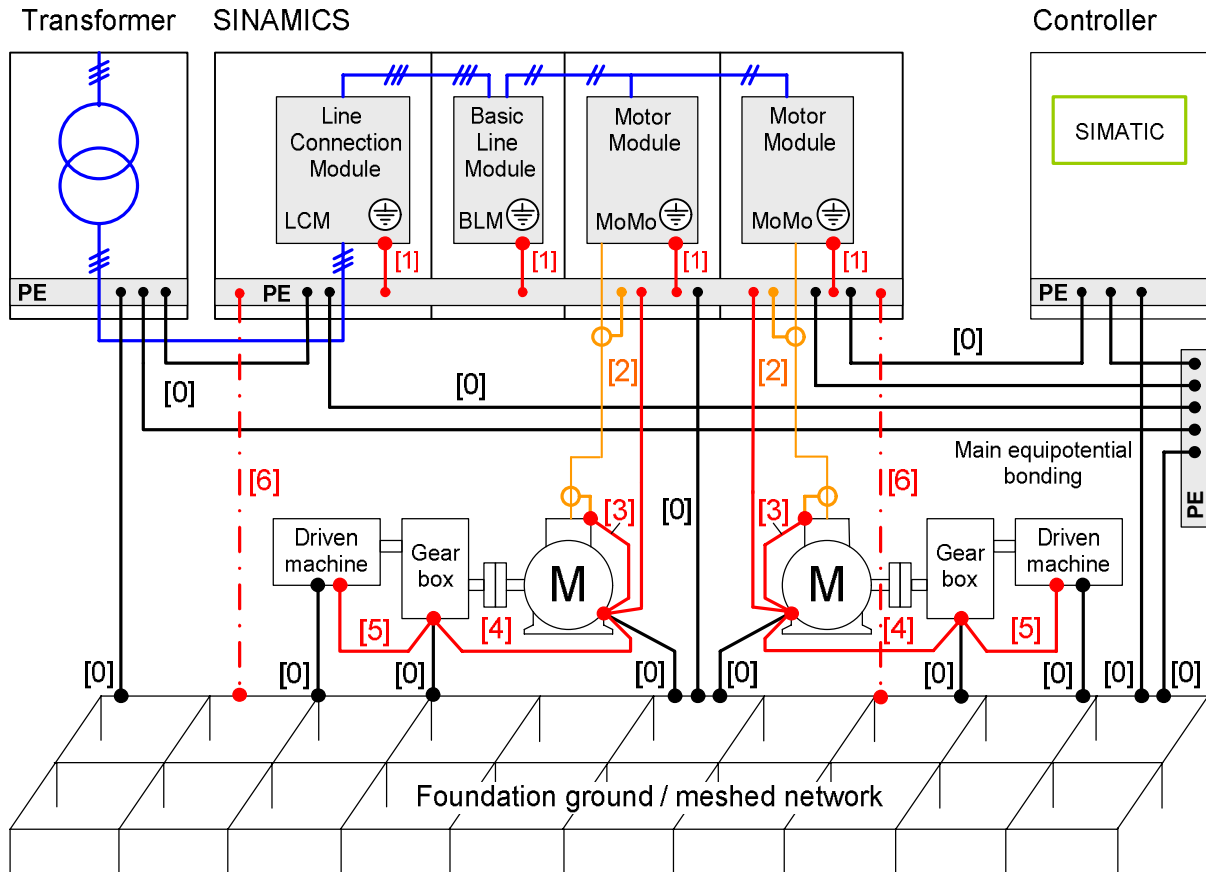 Transformer
SINAMICS
Controller
Line
Connection
Module
LCM
Basic
Line
Module
BLM
Motor
Module
MoMo
Motor
Module
MoMo
SIMATIC
[1]
[1]
[1]
[1]
PE
PE
PE
[0]
[0]
[2]
[2]
[0]
Main equipotential
bonding
PE
[6]
[3]
[0]
[3]
[6]
Driven
machine
Gear
box
M
M
Gear
box
Driven
machine
[5]
[4]
[4]
[5]
[0]
[0]
[0]
[0]
[0]
[0]
[0]
[0]
Foundation ground / meshed network